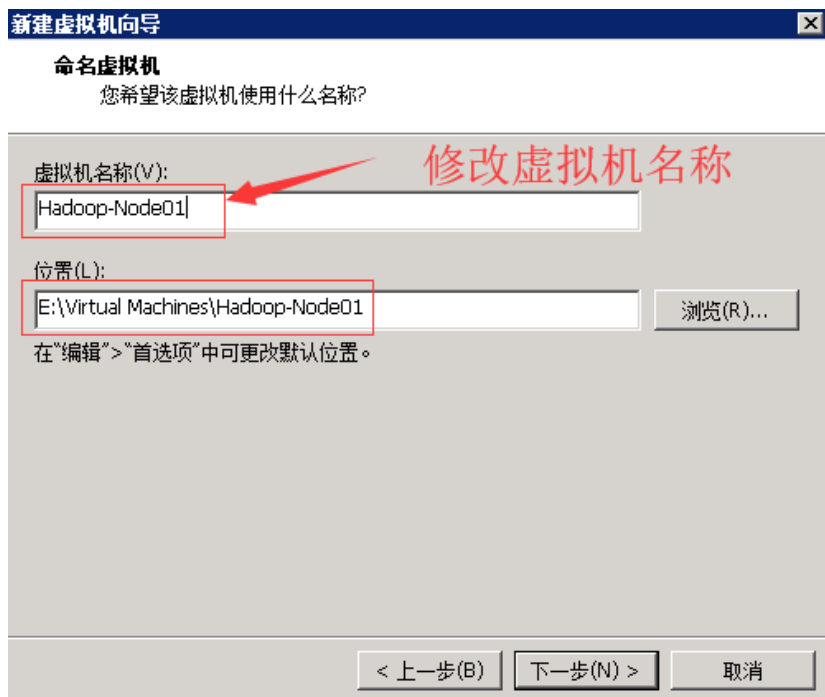 新建虚拟机向导
命名虚拟机
您希望该虚拟机使用什么名称?
修改虚拟机名称
虚拟机名称(V):
Hadoop-Node01
位置(L):
E:\Virtual Machines\Hadoop-Node01
浏览(R)...
在"编辑">"首选项"中可更改默认位置。
< 上一步(B)
下一步(N) >
取消